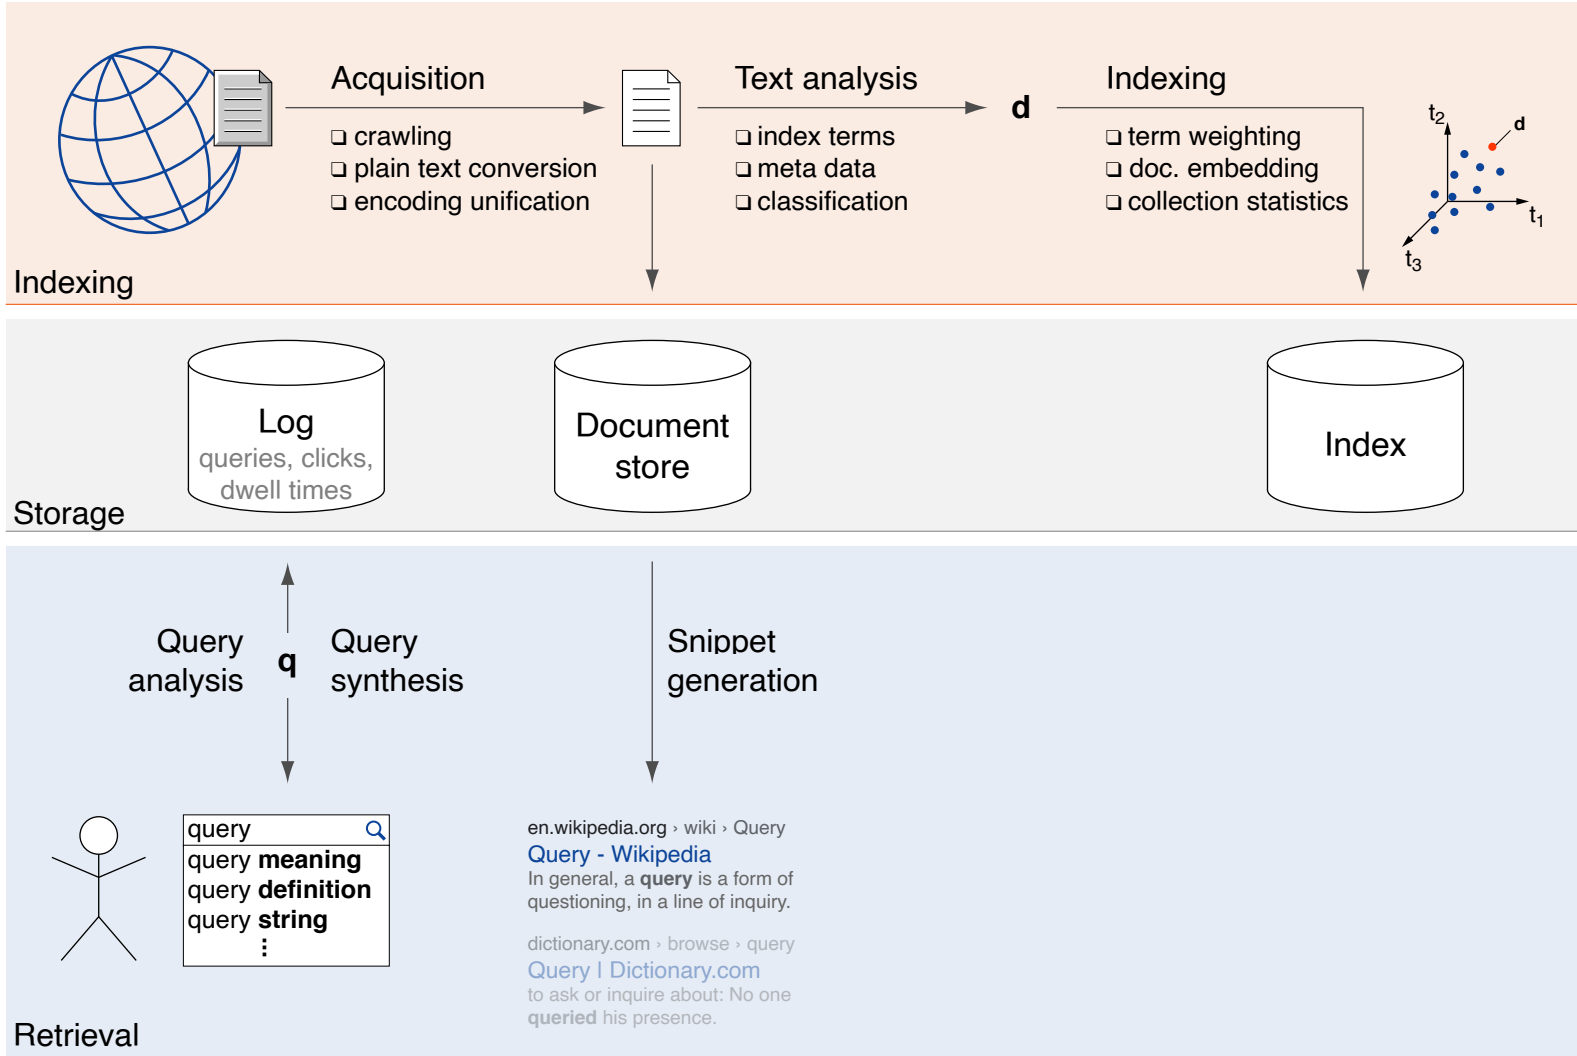 Acquisition
❑ crawling
❑ plain text conversion
❑ encoding unification
Text analysis
❑ index terms
❑ meta data
❑ classification
d
Indexing
❑ term weighting
❑ doc. embedding
❑ collection statistics
t2
d
t1
t3
Indexing
Log
queries, clicks,
dwell times
Document
store
Index
Storage
Query
analysis
q
Query
synthesis
Snippet
generation
query
query meaning
query definition
query string
⋮
en.wikipedia.org › wiki › Query
Query - Wikipedia
In general, a query is a form of
questioning, in a line of inquiry.
dictionary.com › browse › query
Query | Dictionary.com
to ask or inquire about: No one
queried his presence.
Retrieval